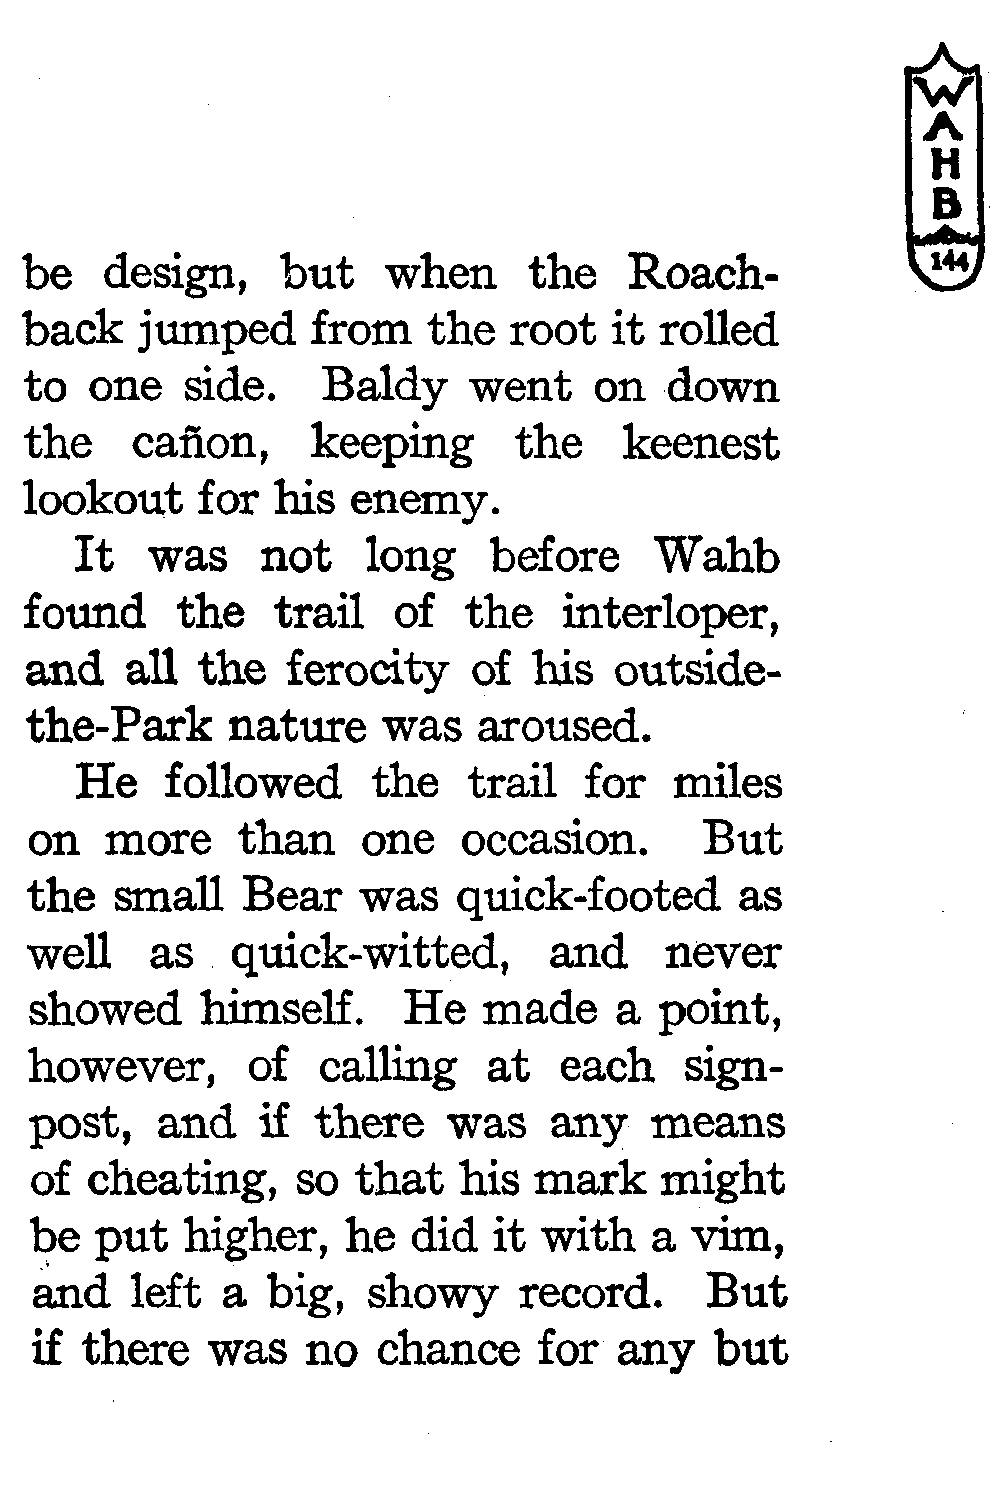 WAHB
144
be design, but when the Roach-
back jumped from the root it rolled
to one side. Baldy went on down
the cañon, keeping the keenest
lookout for his enemy.
It was not long before Wahb
found the trail of the interloper,
and all the ferocity of his outside-
the-Park nature was aroused.
He followed the trail for miles
on more than one occasion. But
the small Bear was quick-footed as
well as quick-witted, and never
showed himself. He made a point,
however, of calling at each sign-
post, and if there was any means
of cheating, so that his mark might
be put higher, he did it with a vim,
and left a big, showy record. But
if there was no chance for any but